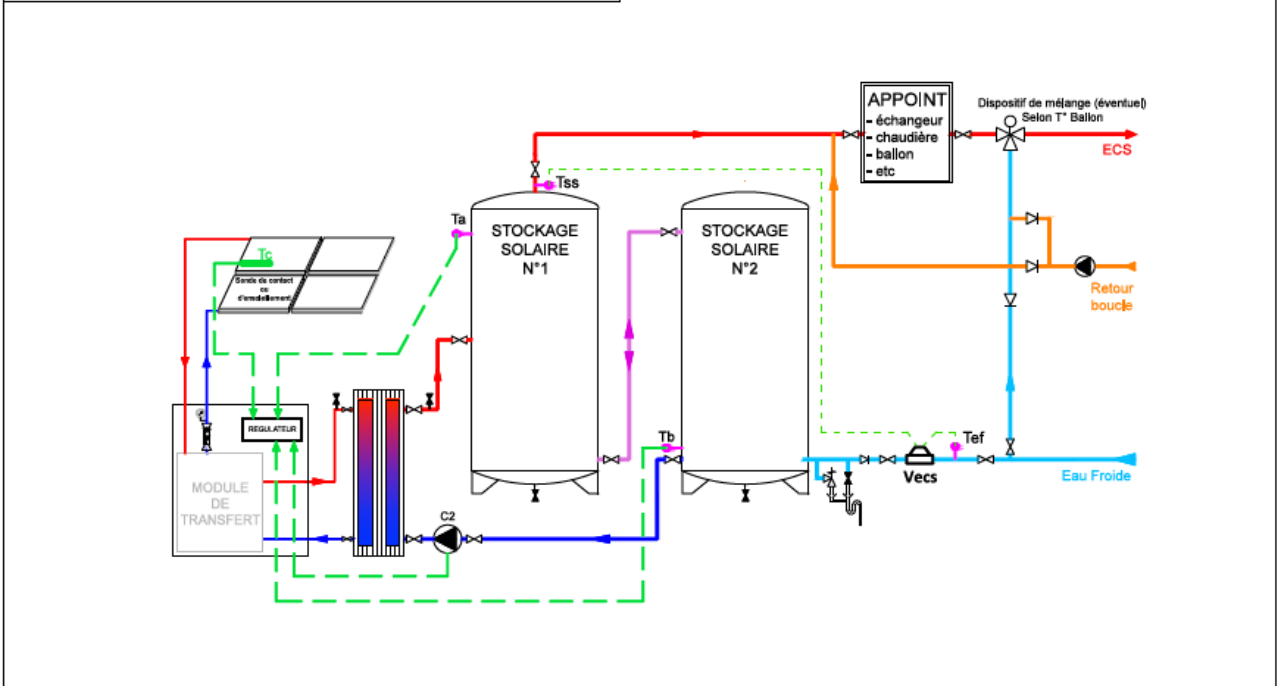 APPOINT
- échangeur
- chaudière
- ballon
- etc
Dispositif de mélange (éventuel)
Selon T° Ballon
ECS
Tss
Ta
STOCKAGE
SOLAIRE
N°1
STOCKAGE
SOLAIRE
N°2
Tc
Sonde de contact
ou
d'ensoleillement
Retour
boucle
REGULATEUR
Tb
Tef
Vecs
Eau Froide
MODULE
DE
TRANSFERT
C2